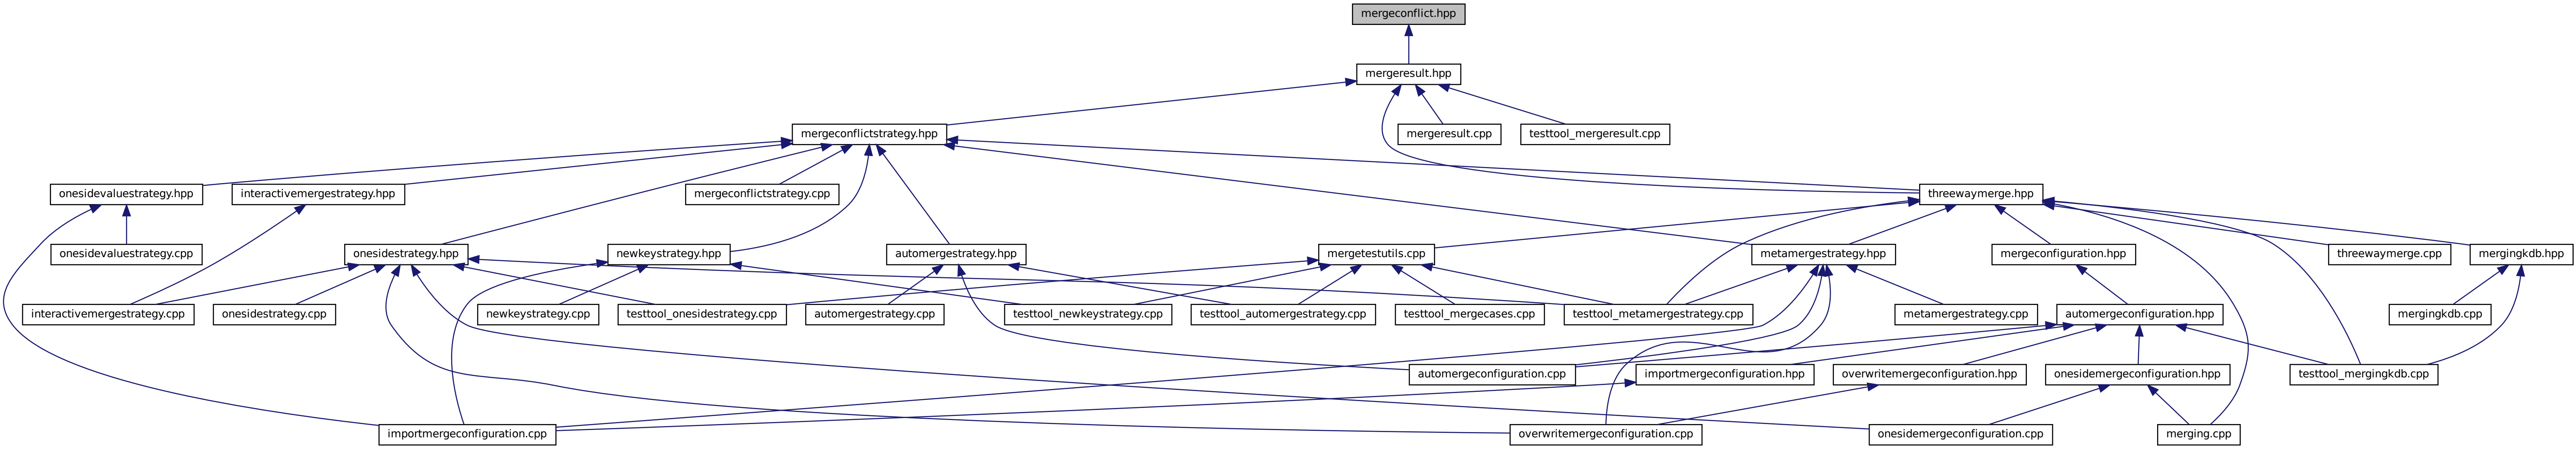 mergeconflict.hpp
mergeresult.hpp
mergeconflictstrategy.hpp
mergeresult.cpp
testtool_mergeresult.cpp
onesidevaluestrategy.hpp
interactivemergestrategy.hpp
mergeconflictstrategy.cpp
threewaymerge.hpp
onesidevaluestrategy.cpp
onesidestrategy.hpp
newkeystrategy.hpp
automergestrategy.hpp
mergetestutils.cpp
metamergestrategy.hpp
mergeconfiguration.hpp
threewaymerge.cpp
mergingkdb.hpp
interactivemergestrategy.cpp
onesidestrategy.cpp
newkeystrategy.cpp
testtool_onesidestrategy.cpp
automergestrategy.cpp
testtool_newkeystrategy.cpp
testtool_automergestrategy.cpp
testtool_mergecases.cpp
testtool_metamergestrategy.cpp
metamergestrategy.cpp
automergeconfiguration.hpp
mergingkdb.cpp
automergeconfiguration.cpp
importmergeconfiguration.hpp
overwritemergeconfiguration.hpp
onesidemergeconfiguration.hpp
testtool_mergingkdb.cpp
importmergeconfiguration.cpp
overwritemergeconfiguration.cpp
onesidemergeconfiguration.cpp
merging.cpp